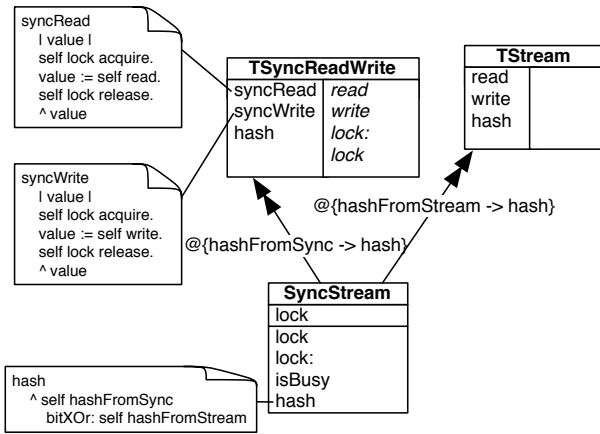 syncRead
| value |
self lock acquire.
value := self read.
self lock release.
^ value
TSyncReadWrite
syncRead
syncWrite
hash
read
write
lock:
lock
TStream
read
write
hash
syncWrite
| value |
self lock acquire.
value := self write.
self lock release.
^ value
@{hashFromStream -> hash}
@{hashFromSync -> hash}
SyncStream
lock
lock
lock:
isBusy
hash
hash
^ self hashFromSync
bitXOr: self hashFromStream